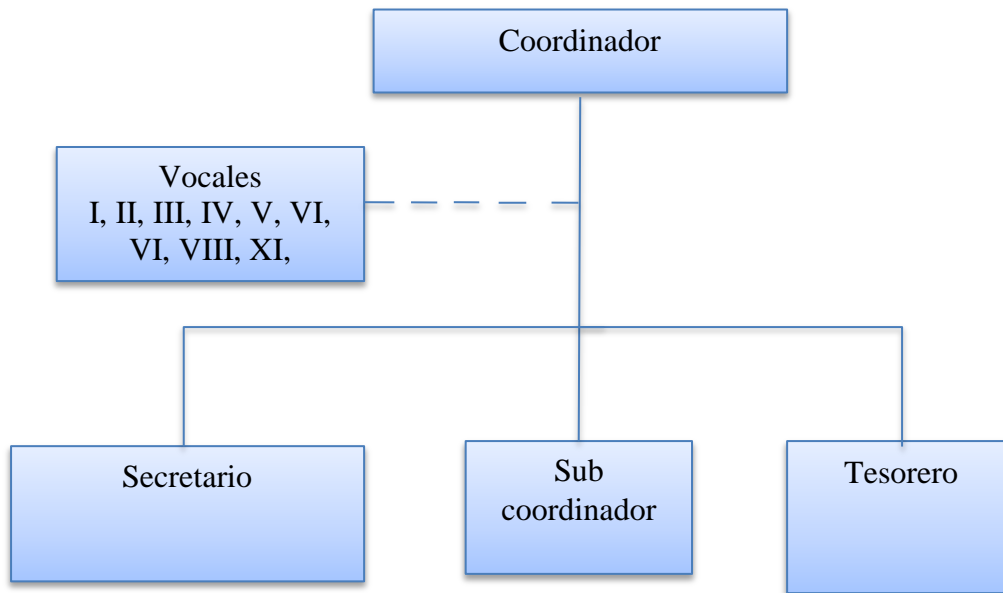 Coordinador
Vocales
I, II, III, IV, V, VI,
VI, VIII, XI,
Secretario
Sub
coordinador
Tesorero